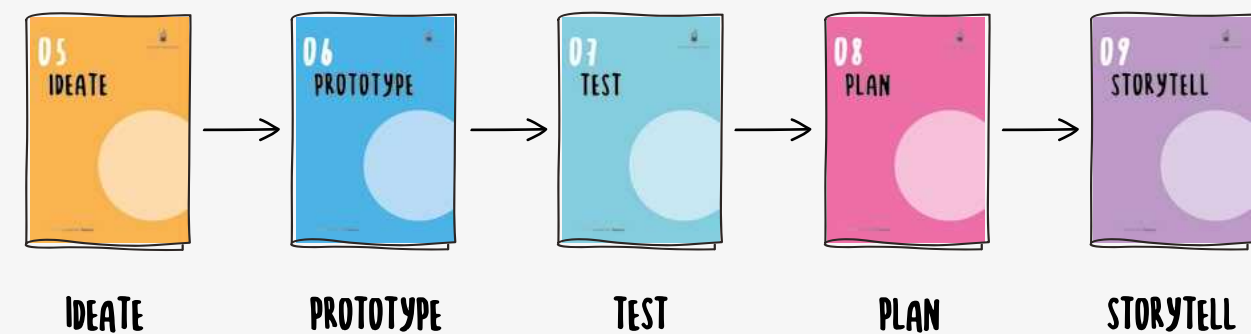 05
IDEATE
06
PROTOTYPE
07
TEST
08
PLAN
09
STORYTELL
IDEATE
PROTOTYPE
TEST
PLAN
STORYTELL